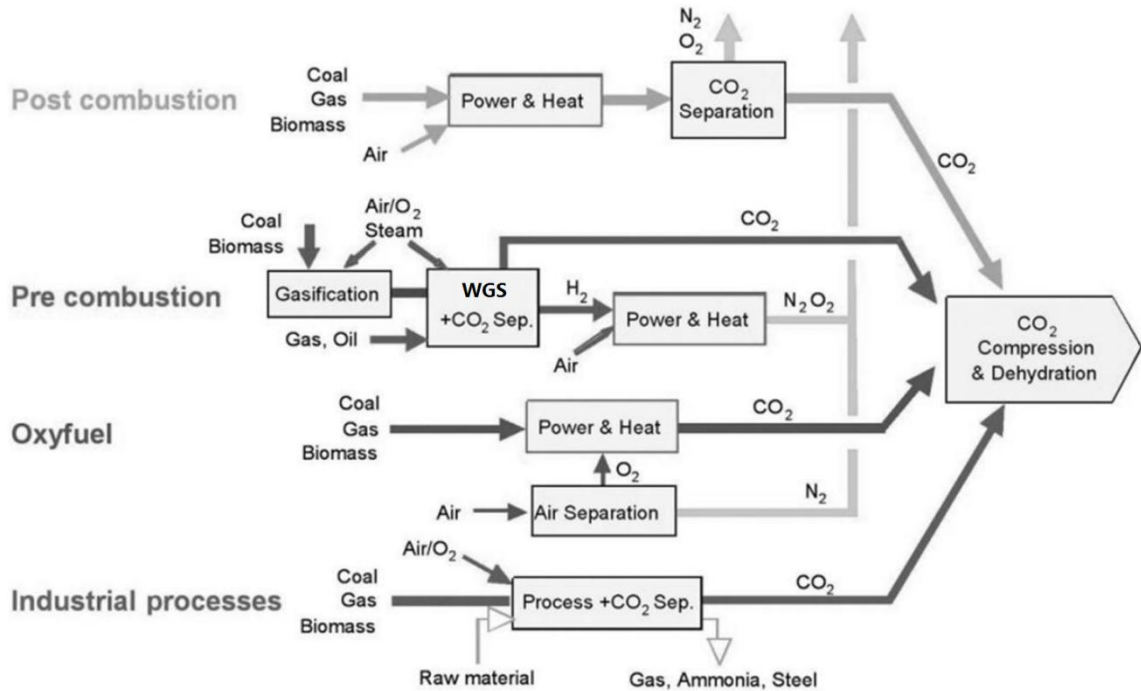 N₂
O₂
Post combustion
Coal
Gas
Biomass
Air
Power & Heat
CO₂
Separation
CO₂
Pre combustion
Coal
Biomass
Air/O₂
Steam
Gasification
Gas, Oil
WGS
+CO₂ Sep.
H₂
Air
Power & Heat
N₂O₂
CO₂
CO₂
Compression
& Dehydration
Oxyfuel
Coal
Gas
Biomass
Power & Heat
CO₂
O₂
Air
Air Separation
N₂
Industrial processes
Air/O₂
Coal
Gas
Biomass
Process +CO₂ Sep.
CO₂
Raw material
Gas, Ammonia, Steel